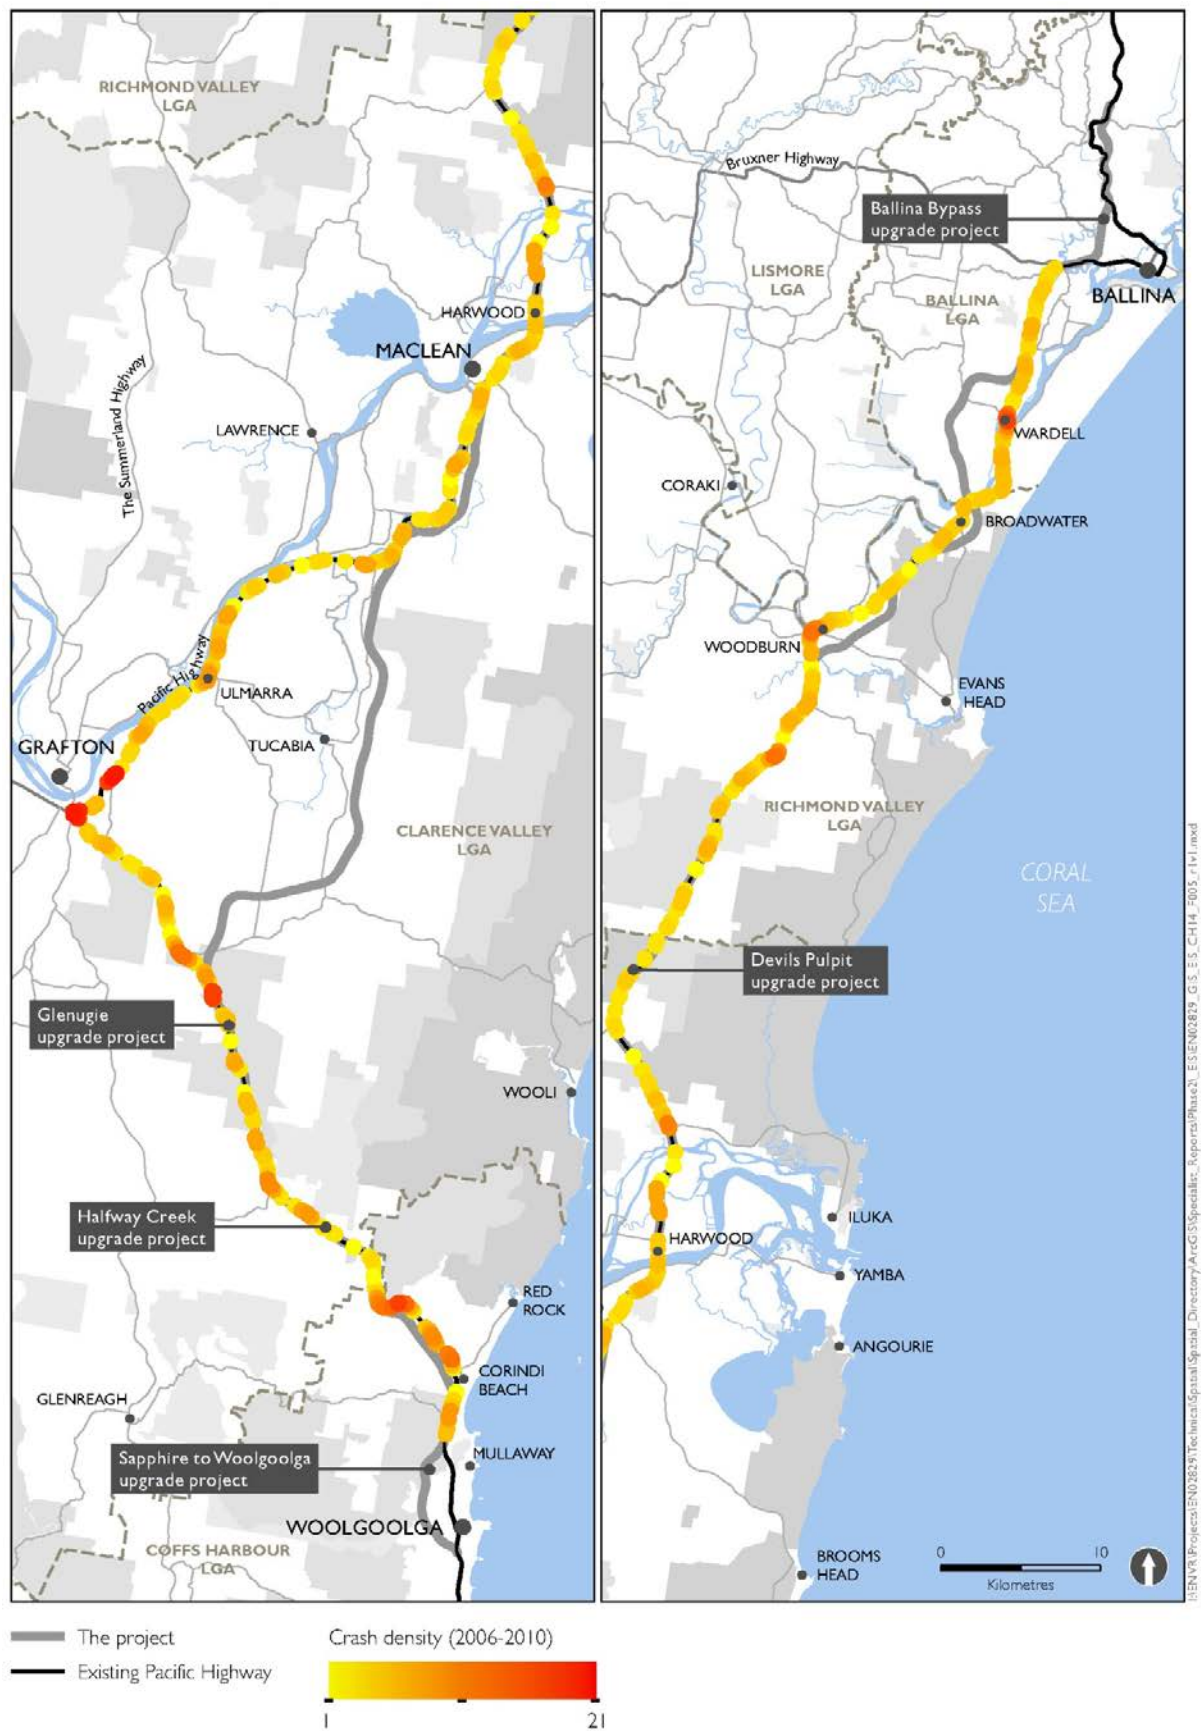 RICHMOND VALLEY
LGA
HARWOOD
MACLEAN
The Summerland Highway
LAWRENCE
Pacific Highway
ULMARRA
GRAFTON
TUCABIA
CLARENCE VALLEY
LGA
Glenugie
upgrade project
WOOLI
Halfway Creek
upgrade project
RED
ROCK
CORINDI
BEACH
GLENREAGH
Sapphire to Woolgoolga
upgrade project
MULLAWAY
WOOLGOOLGA
COFFS HARBOUR
LGA
Bruxner Highway
Ballina Bypass
upgrade project
LISMORE
LGA
BALLINA
LGA
BALLINA
WARDELL
CORAKI
BROADWATER
WOODBURN
EVANS
HEAD
RICHMOND VALLEY
LGA
CORAL
SEA
Devils Pulpit
upgrade project
ILUKA
HARWOOD
YAMBA
ANGOURIE
BROOMS
HEAD
0 10
Kilometres
The project
Existing Pacific Highway
Crash density (2006-2010)
1 21